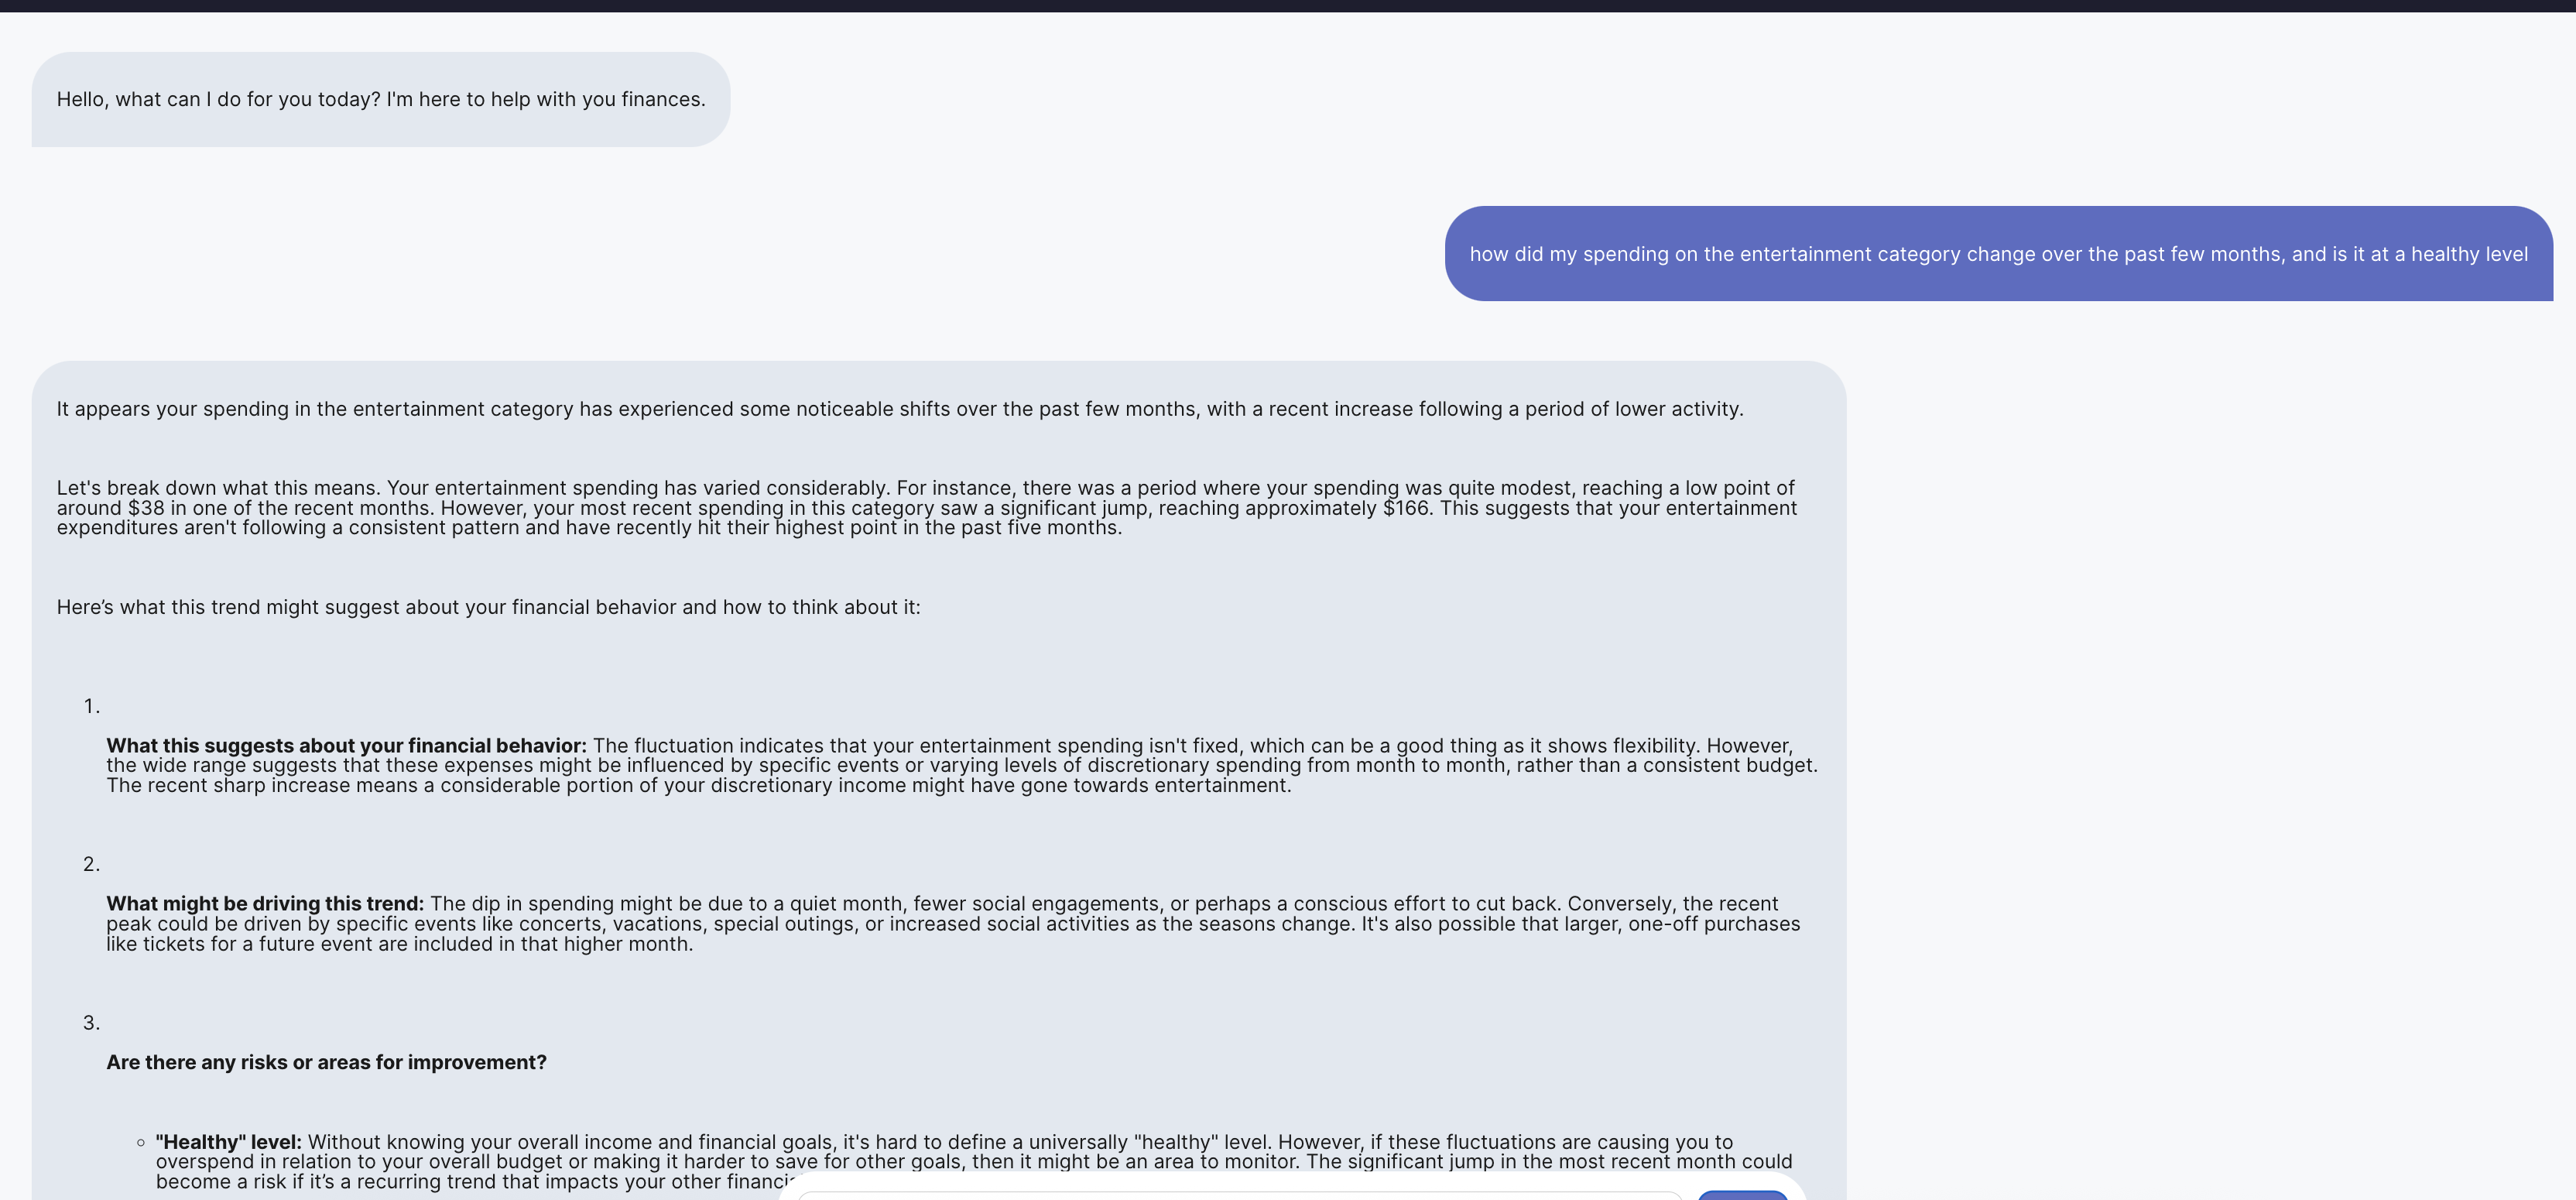 Hello, what can I do for you today? I'm here to help with you finances.
how did my spending on the entertainment category change over the past few months, and is it at a healthy level
It appears your spending in the entertainment category has experienced some noticeable shifts over the past few months, with a recent increase following a period of lower activity.
Let's break down what this means. Your entertainment spending has varied considerably. For instance, there was a period where your spending was quite modest, reaching a low point of
around $38 in one of the recent months. However, your most recent spending in this category saw a significant jump, reaching approximately $166. This suggests that your entertainment
expenditures aren't following a consistent pattern and have recently hit their highest point in the past five months.
Here’s what this trend might suggest about your financial behavior and how to think about it:
1.
What this suggests about your financial behavior: The fluctuation indicates that your entertainment spending isn't fixed, which can be a good thing as it shows flexibility. However,
the wide range suggests that these expenses might be influenced by specific events or varying levels of discretionary spending from month to month, rather than a consistent budget.
The recent sharp increase means a considerable portion of your discretionary income might have gone towards entertainment.
2.
What might be driving this trend: The dip in spending might be due to a quiet month, fewer social engagements, or perhaps a conscious effort to cut back. Conversely, the recent
peak could be driven by specific events like concerts, vacations, special outings, or increased social activities as the seasons change. It's also possible that larger, one-off purchases
like tickets for a future event are included in that higher month.
3.
Are there any risks or areas for improvement?
"Healthy" level: Without knowing your overall income and financial goals, it's hard to define a universally "healthy" level. However, if these fluctuations are causing you to
overspend in relation to your overall budget or making it harder to save for other goals, then it might be an area to monitor. The significant jump in the most recent month could
become a risk if it’s a recurring trend that impacts your other